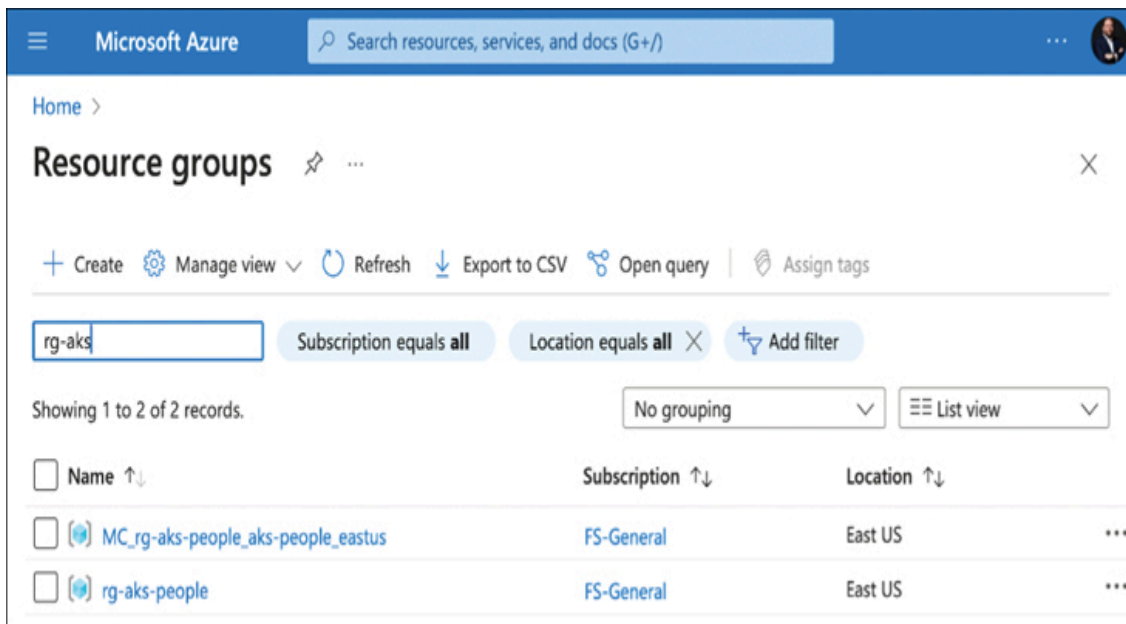 Microsoft Azure Search resources, services, and docs (G+/) ...
Home >
Resource groups ...
Create Manage view Refresh Export to CSV Open query Assign tags
rg-aks Subscription equals all Location equals all Add filter
Showing 1 to 2 of 2 records. No grouping List view
Name Subscription Location
MC_rg-aks-people_aks-people_eastus FS-General East US ...
rg-aks-people FS-General East US ...